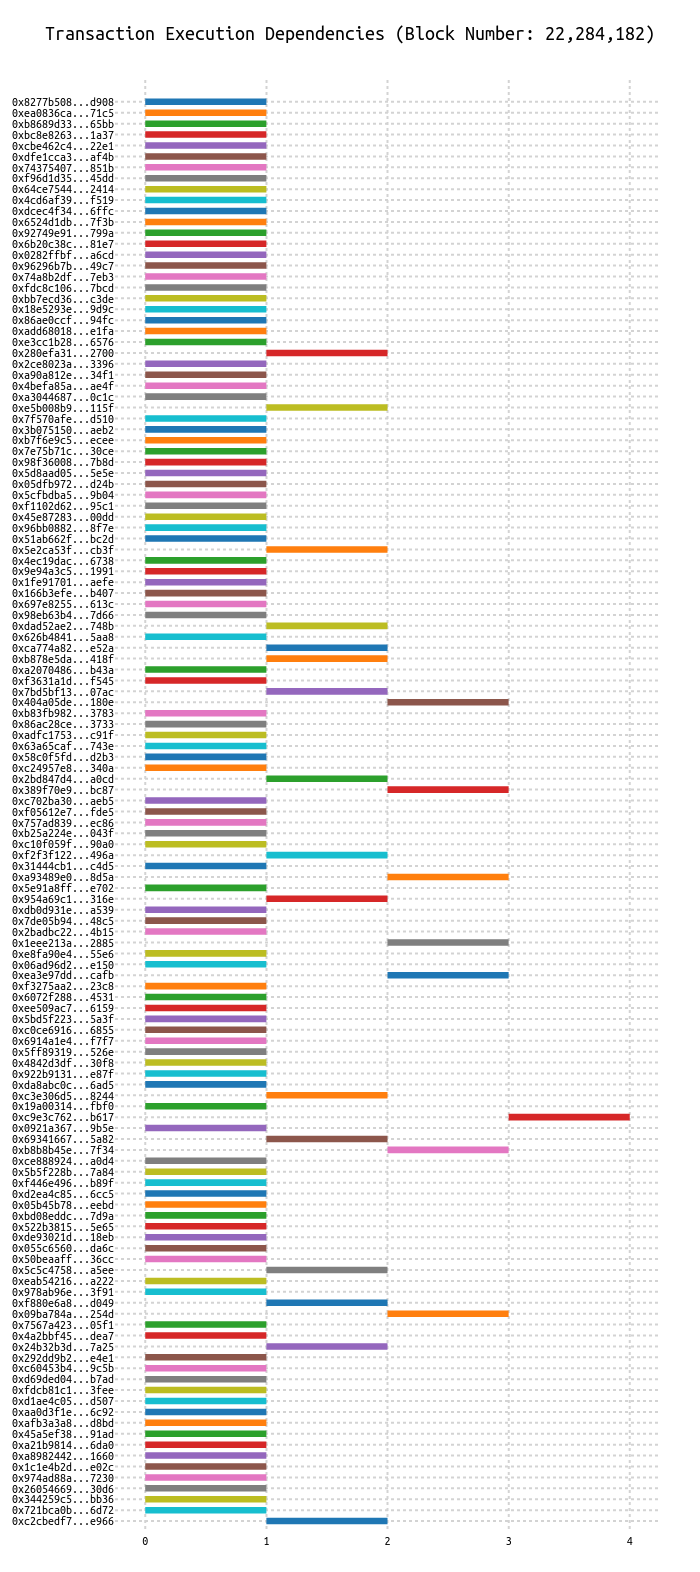 Transaction Execution Dependencies (Block Number: 22,284,182)
0x8277b508...d908
0xea0836ca...71c5
0xb8689d33...65bb
0xbc8e8263...1a37
0xcbe462c4...22e1
0xdfe1cca3...af4b
0x74375407...851b
0xf96d1d35...45dd
0x64ce7544...2414
0x4cd6af39...f519
0xdcec4f34...6ffc
0x6524d1db...7f3b
0x92749e91...799a
0x6b20c38c...81e7
0x0282ffbf...a6cd
0x96296b7b...49c7
0x74a8b2df...7eb3
0xfdc8c106...7bcd
0xbb7ecd36...c3de
0x18e5293e...9d9c
0x86ae0ccf...94fc
0xadd68018...e1fa
0xe3cc1b28...6576
0x280efa31...2700
0x2ce8023a...3396
0xa90a812e...34f1
0x4befa85a...ae4f
0xa3044687...0c1c
0xe5b008b9...115f
0x7f570afe...d510
0x3b075150...aeb2
0xb7f6e9c5...ecee
0x7e75b71c...30ce
0x98f36008...7b8d
0x5d8aad05...5e5e
0x05dfb972...d24b
0x5cfbdba5...9b04
0xf1102d62...95c1
0x45e87283...00dd
0x96bb0882...8f7e
0x51ab662f...bc2d
0x5e2ca53f...cb3f
0x4ec19dac...6738
0x9e94a3c5...1991
0x1fe91701...aefe
0x166b3efe...b407
0x697e8255...613c
0x98eb63b4...7d66
0xdad52ae2...748b
0x626b4841...5aa8
0xca774a82...e52a
0xb878e5da...418f
0xa2070486...b43a
0xf3631a1d...f545
0x7bd5bf13...07ac
0x404a05de...180e
0xb83fb982...3783
0x86ac28ce...3733
0xadfc1753...c91f
0x63a65caf...743e
0x58c0f5fd...d2b3
0xc24957e8...340a
0x2bd847d4...a0cd
0x389f70e9...bc87
0xc702ba30...aeb5
0xf05612e7...fde5
0x757ad839...ec86
0xb25a224e...043f
0xc10f059f...90a0
0xf2f3f122...496a
0x31444cb1...c4d5
0xa93489e0...8d5a
0x5e91a8ff...e702
0x954a69c1...316e
0xdb0d931e...a539
0x7de05b94...48c5
0x2badbc22...4b15
0x1eee213a...2885
0xe8fa90e4...55e6
0x06ad96d2...e150
0xea3e97dd...cafb
0xf3275aa2...23c8
0x6072f288...4531
0xee509ac7...6159
0x5bd5f223...5a3f
0xc0ce6916...6855
0x6914a1e4...f7f7
0x5ff89319...526e
0x4842d3df...30f8
0x922b9131...e87f
0xda8abc0c...6ad5
0xc3e306d5...8244
0x19a00314...fbf0
0xc9e3c762...b617
0x0921a367...9b5e
0x69341667...5a82
0xb8b8b45e...7f34
0xce888924...a0d4
0x5b5f228b...7a84
0xf446e496...b89f
0xd2ea4c85...6cc5
0x05b45b78...eebd
0xbd08eddc...7d9a
0x522b3815...5e65
0xde93021d...18eb
0x055c6560...da6c
0x50beaaff...36cc
0x5c5c4758...a5ee
0xeab54216...a222
0x978ab96e...3f91
0xf880e6a8...d049
0x09ba784a...254d
0x7567a423...05f1
0x4a2bbf45...dea7
0x24b32b3d...7a25
0x292dd9b2...e4e1
0xc60453b4...9c5b
0xd69ded04...b7ad
0xfdcb81c1...3fee
0xd1ae4c05...d507
0xaa0d3f1e...6c92
0xafb3a3a8...d8bd
0x45a5ef38...91ad
0xa21b9814...6da0
0xa8982442...1660
0x1c1e4b2d...e02c
0x974ad88a...7230
0x26054669...30d6
0x344259c5...bb36
0x721bca0b...6d72
0xc2cbedf7...e966
0 1 2 3 4